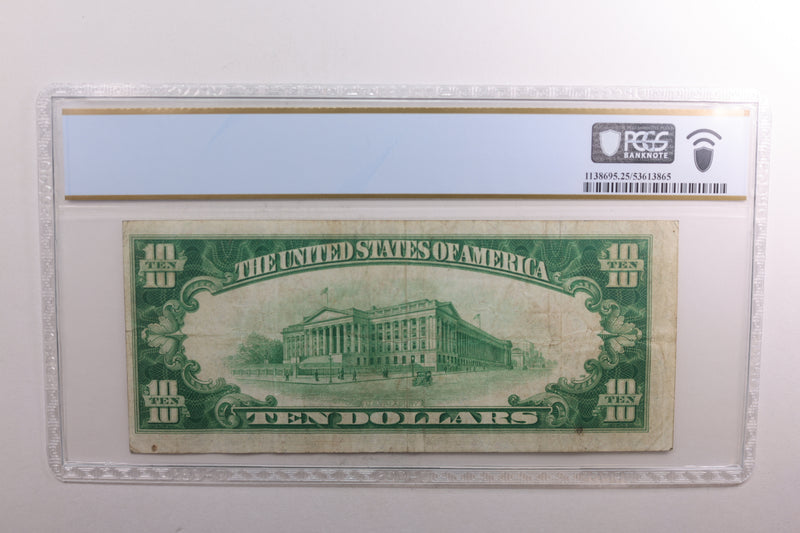 PCGS
BANKNOTE
1138695.25/53613865
THE UNITED STATES OF AMERICA
10 TEN 10
10 TEN 10
10 TEN 10
10 TEN 10
TEN DOLLARS